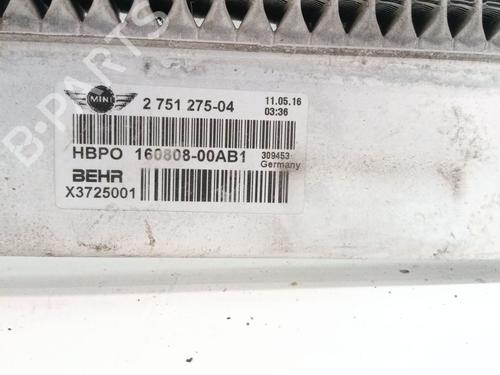 B-PARTS
MINI
2 751 275-04
11.05.16
03:36
HBPO 160808-00AB1
309453
Germany
BEHR
X3725001